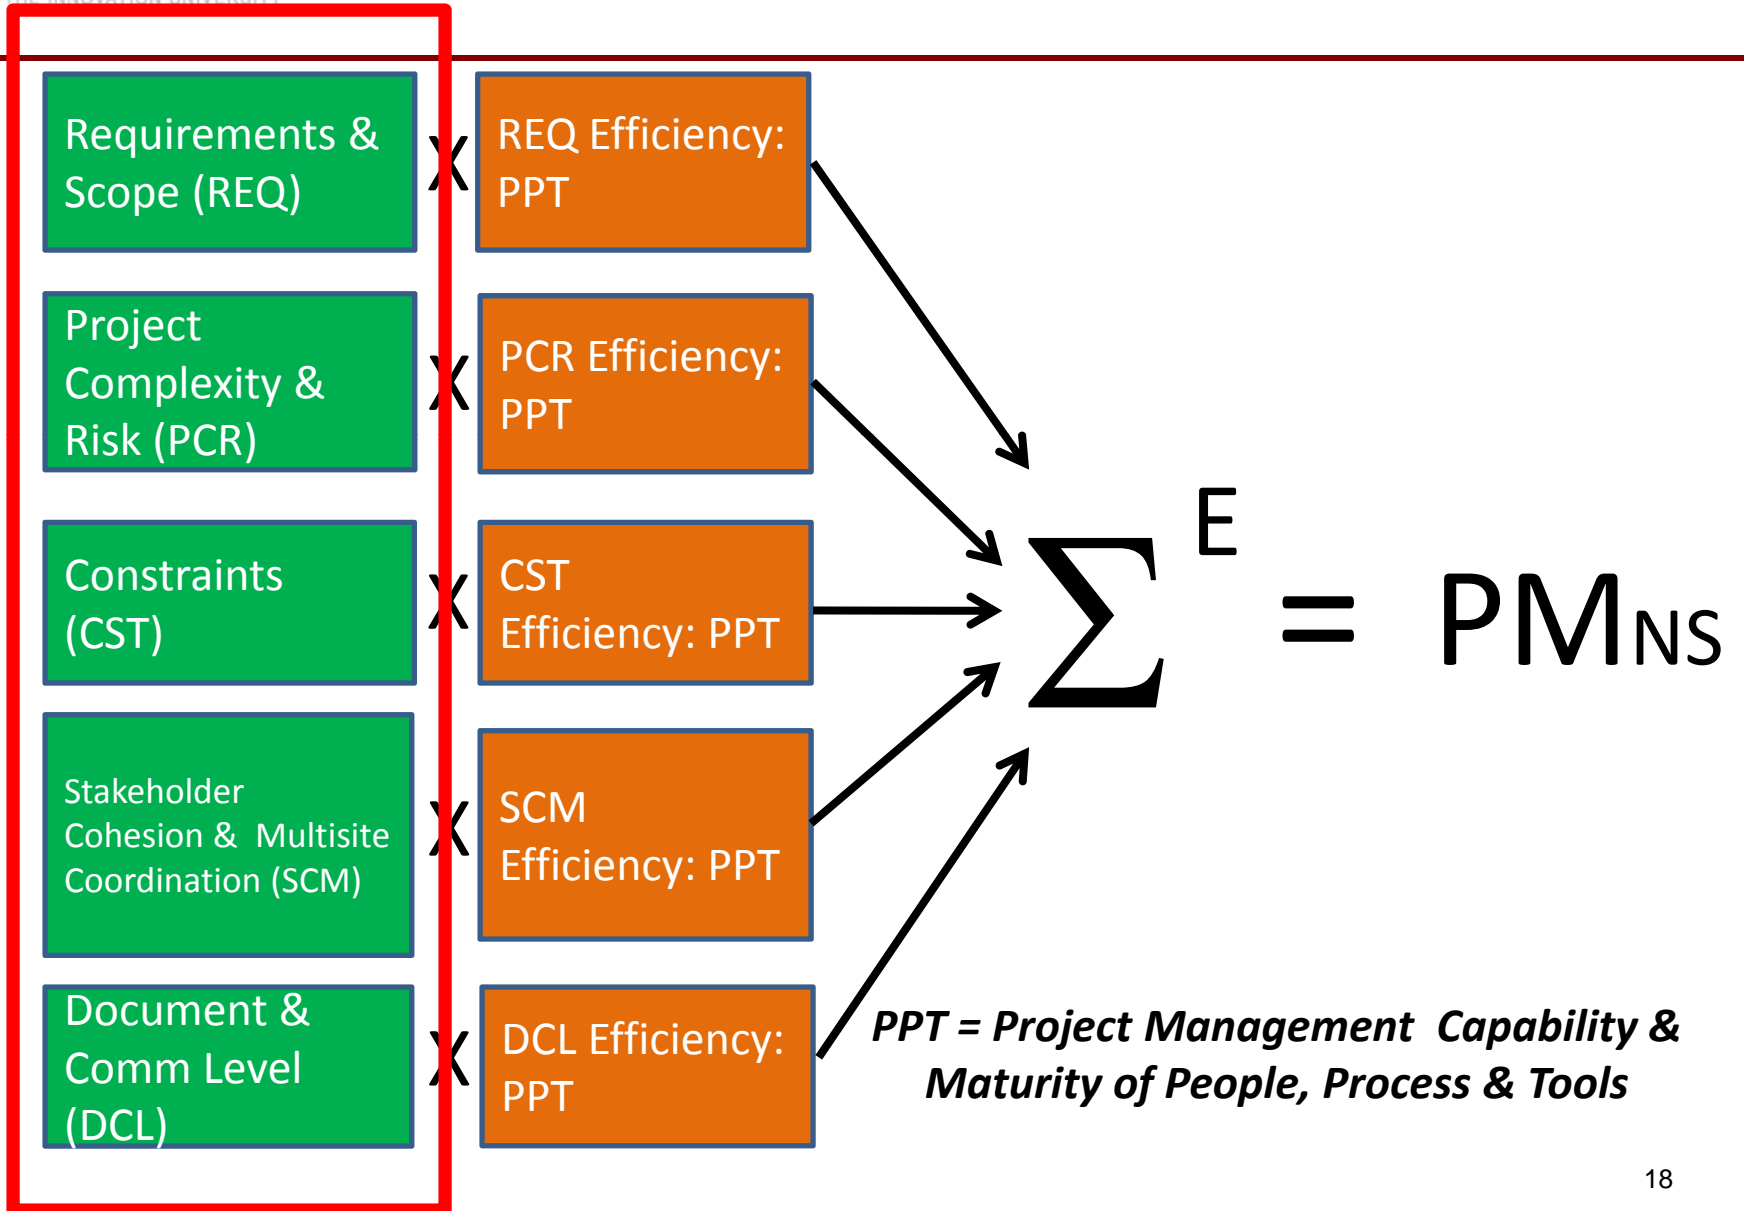 Requirements &
Scope (REQ)
X
REQ Efficiency:
PPT
Project
Complexity &
Risk (PCR)
X
PCR Efficiency:
PPT
Constraints
(CST)
X
CST
Efficiency: PPT
Stakeholder
Cohesion &  Multisite
Coordination (SCM)
X
SCM
Efficiency: PPT
Document &
Comm Level
(DCL)
X
DCL Efficiency:
PPT
∑ E = PMNS
PPT = Project Management  Capability &
Maturity of People, Process & Tools
18